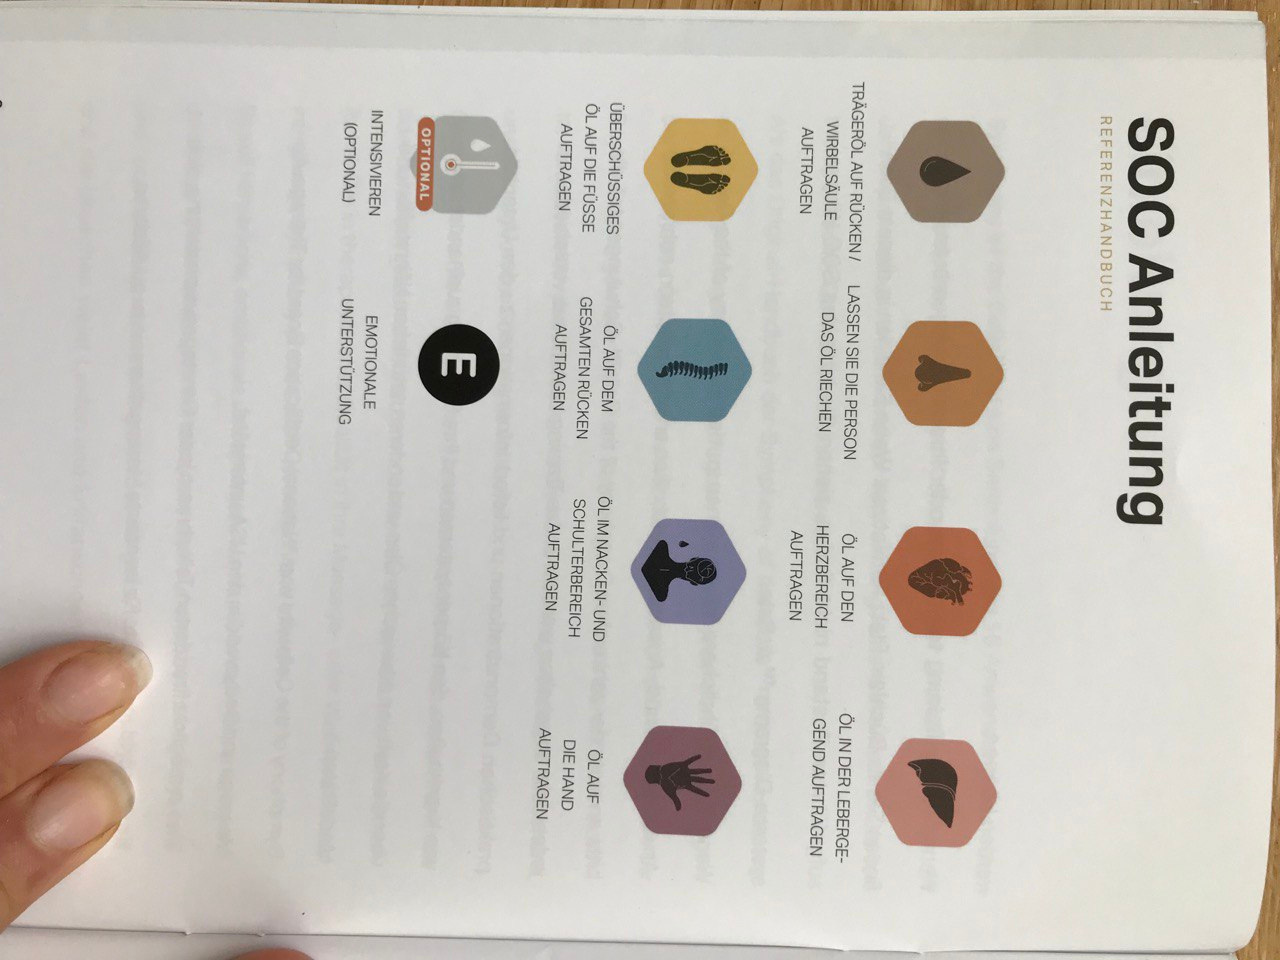 SOC Anleitung
REFERENZHANDBUCH
TRÄGERÖL AUF RÜCKEN /
WIRBELSÄULE
AUFTRAGEN
LASSEN SIE DIE PERSON
DAS ÖL RIECHEN
ÖL AUF DEN
HERZBEREICH
AUFTRAGEN
ÖL IN DER LEBERGE-
GEND AUFTRAGEN
ÜBERSCHÜSSIGES
ÖL AUF DIE FÜSSE
AUFTRAGEN
ÖL AUF DEM
GESAMTEN RÜCKEN
AUFTRAGEN
ÖL IM NACKEN- UND
SCHULTERBEREICH
AUFTRAGEN
ÖL AUF
DIE HAND
AUFTRAGEN
OPTIONAL
INTENSIVIEREN
(OPTIONAL)
E
EMOTIONALE
UNTERSTÜTZUNG